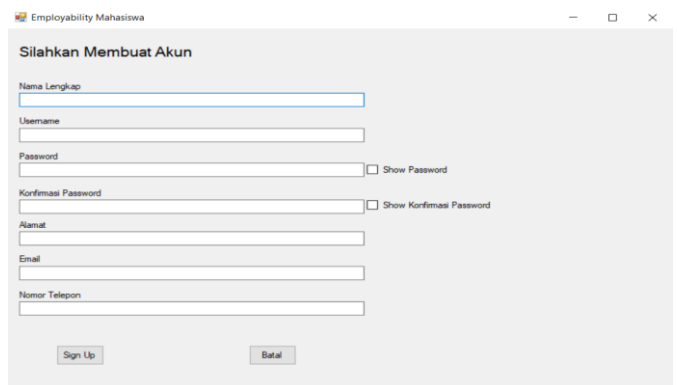 Employability Mahasiswa
Silahkan Membuat Akun
Nama Lengkap
Username
Password
Show Password
Konfirmasi Password
Show Konfirmasi Password
Alamat
Email
Nomor Telepon
Sign Up Batal